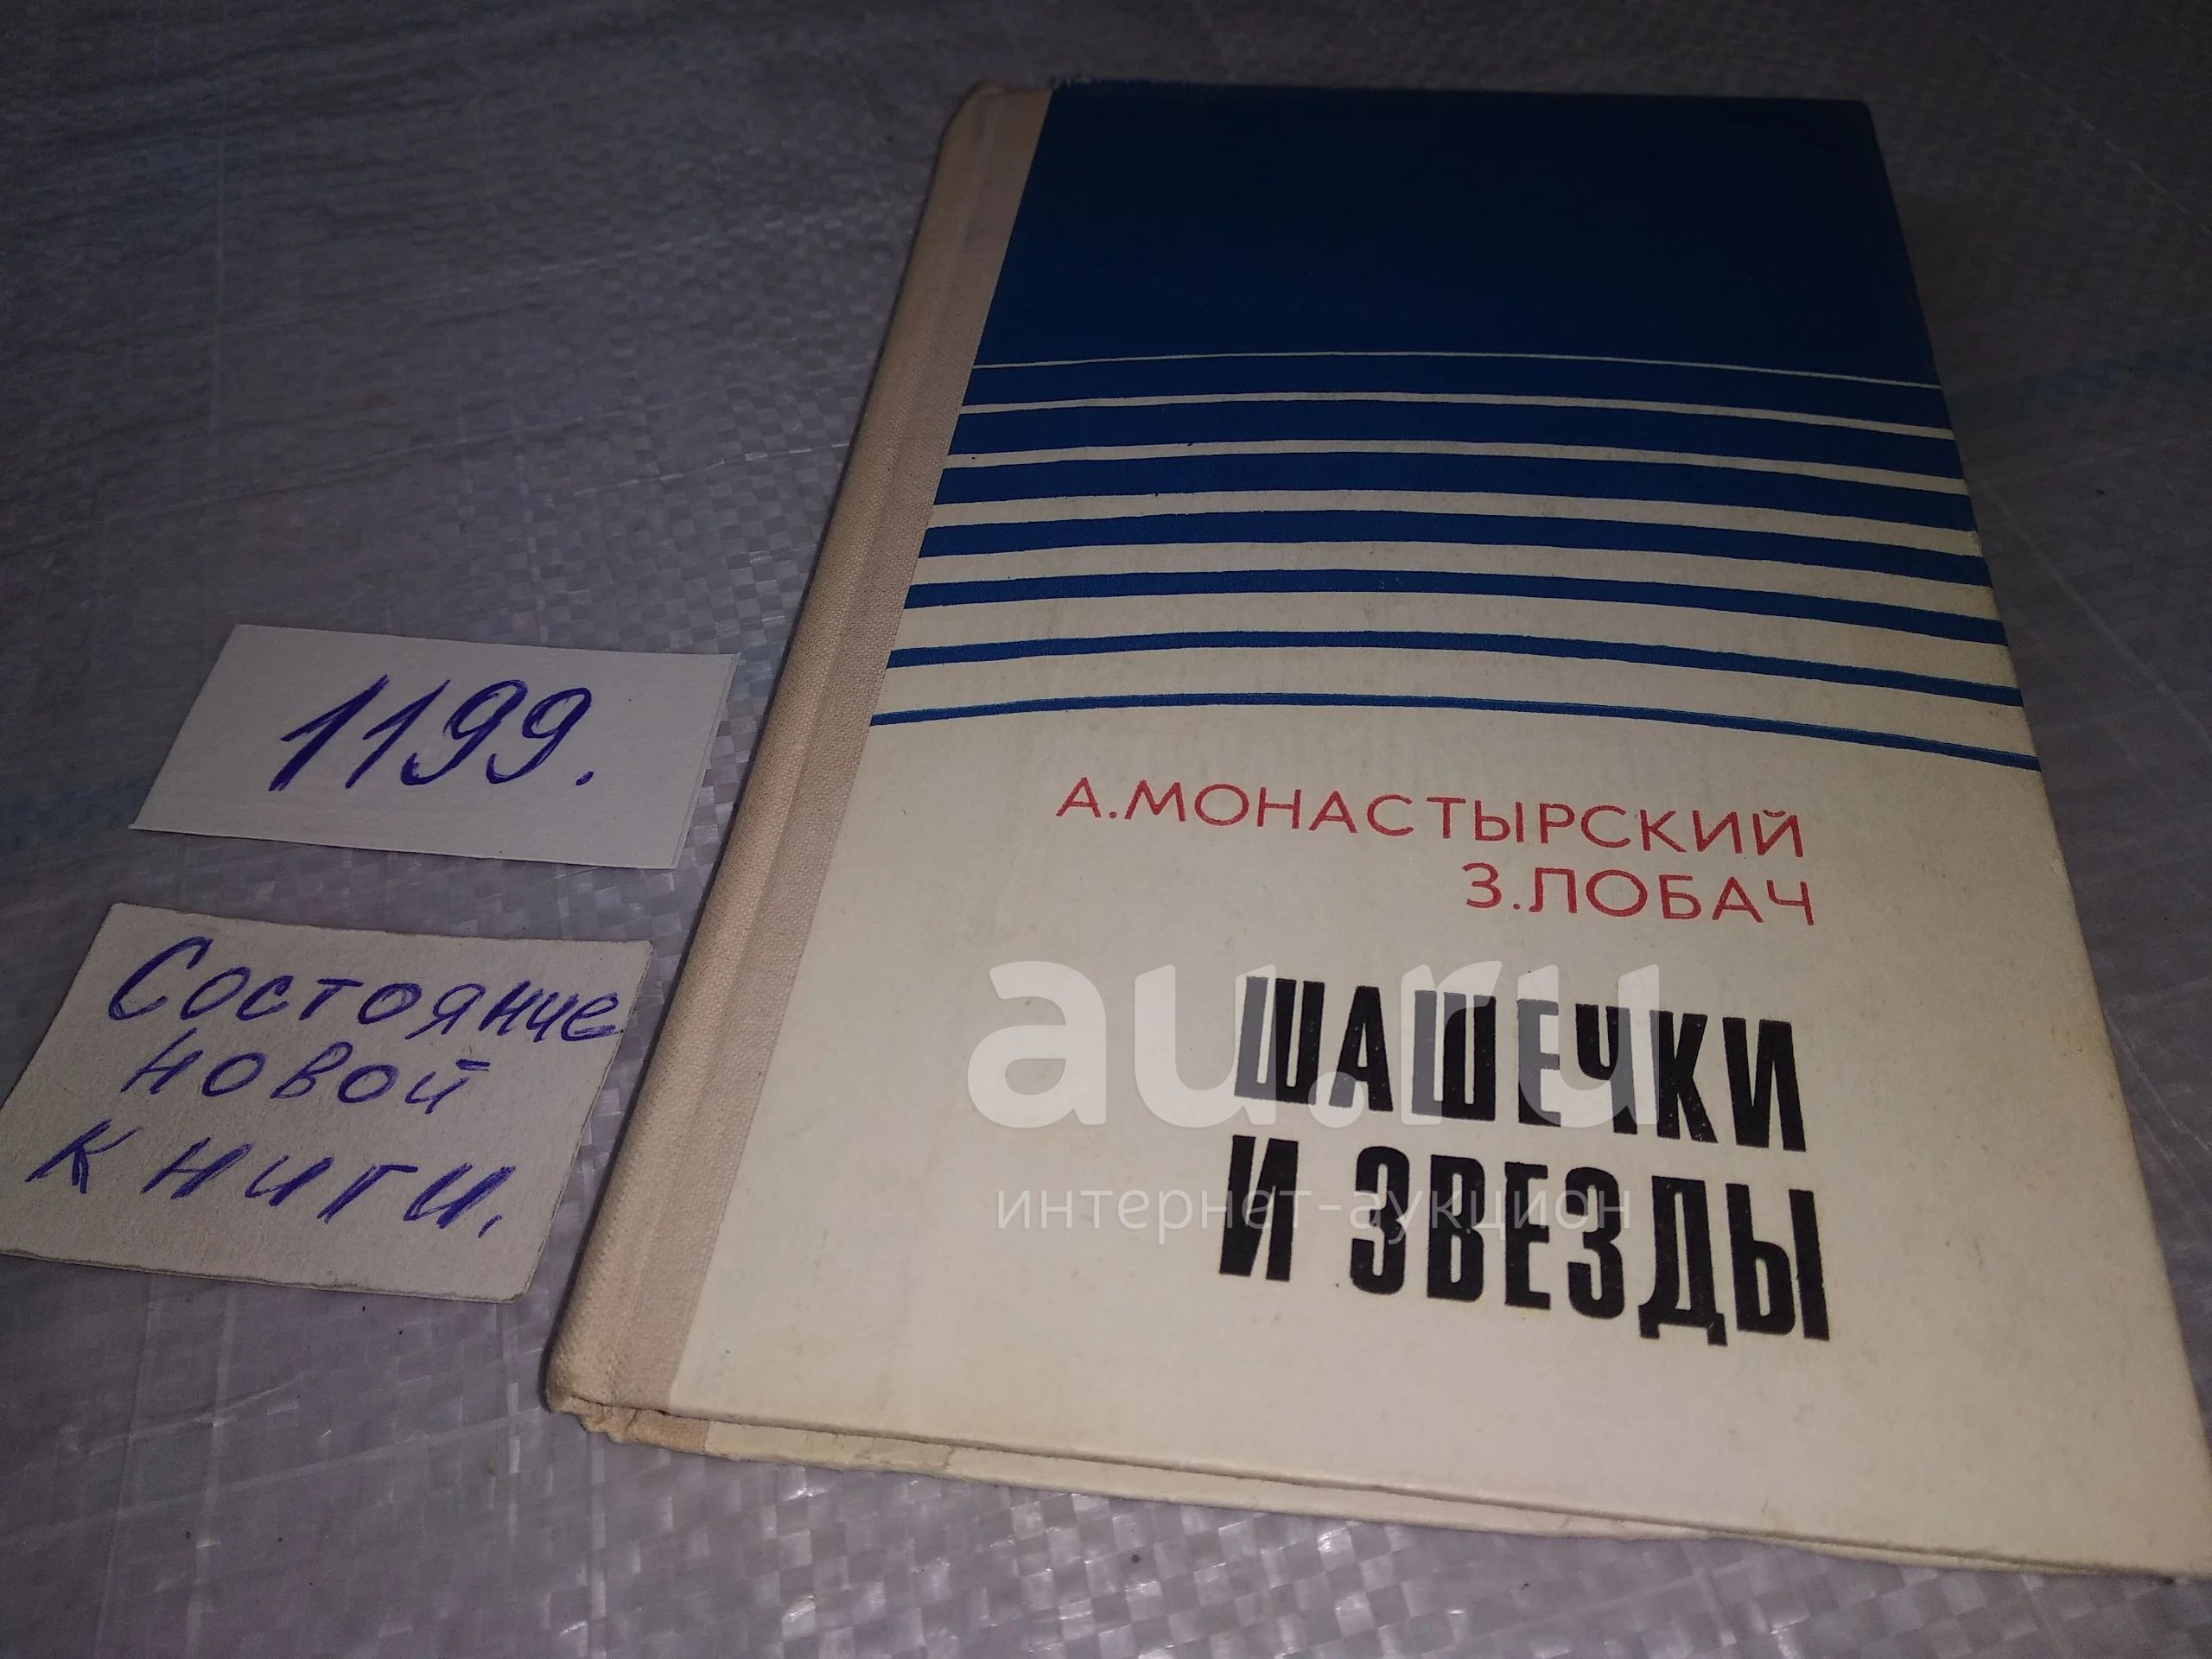 1199.
Состояние
новой
книги.
А.МОНАСТЫРСКИЙ
З.ЛОБАЧ
ШАШЕЧКИ
И ЗВЕЗДЫ
au.ru
интернет-аукцион